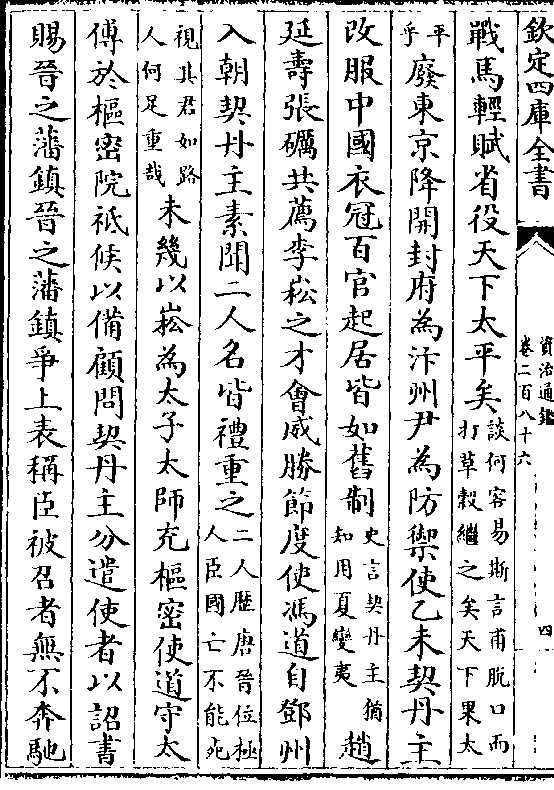 欽定四庫全書
資治通鑑
卷二百八十六
四
戰馬輕賦省役天下太平矣談何容易斯言甫脱口而打草穀繼之矣天下果太
平乎廢東京降開封府為汴州尹為防禦使乙未契丹主
改服中國衣冠百官起居皆如舊制史言契丹主猶知用夏變夷趙
延壽張礪共薦李崧之才會威勝節度使馮道自鄧州
入朝契丹主素聞二人名皆禮重之二人歴唐晉位極人臣國亡不能死
視其君如路人何足重哉未幾以崧為太子太師充樞密使道守太
傅於樞密院祗候以備顧問契丹主分遣使者以詔書
賜晉之藩鎮晉之藩鎮爭上表稱臣被召者無不奔馳